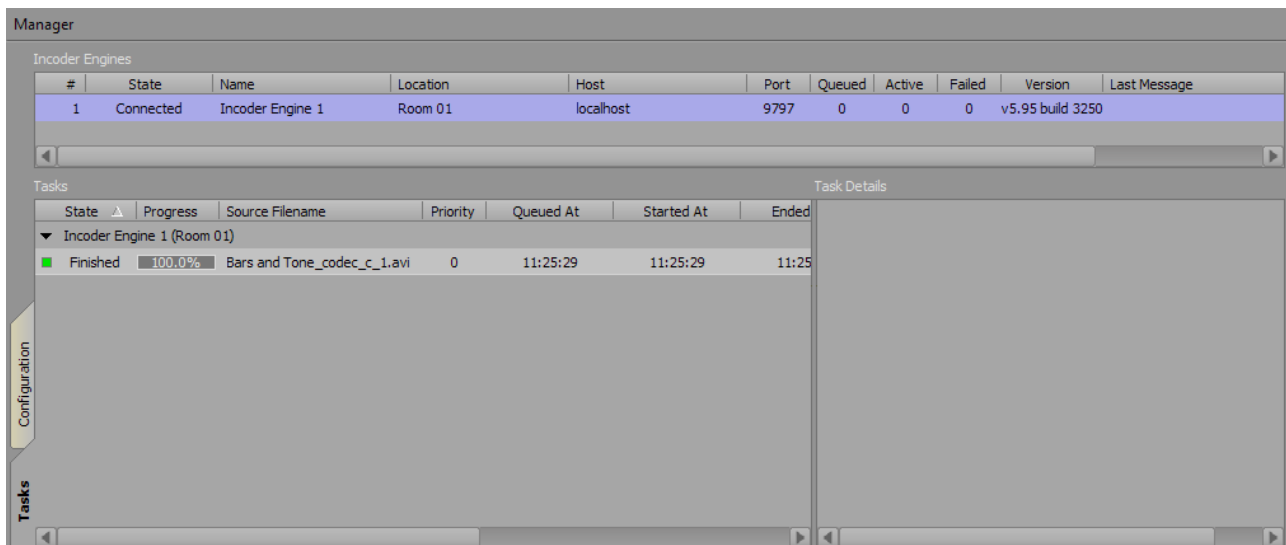 Manager
Incoder Engines
# State Name Location Host Port Queued Active Failed Version Last Message
1 Connected Incoder Engine 1 Room 01 localhost 9797 0 0 0 v5.95 build 3250
Tasks
Task Details
State Progress Source Filename Priority Queued At Started At Ended
Incoder Engine 1 (Room 01)
Finished 100.0% Bars and Tone_codec_c_1.avi 0 11:25:29 11:25:29 11:25
Configuration
Tasks